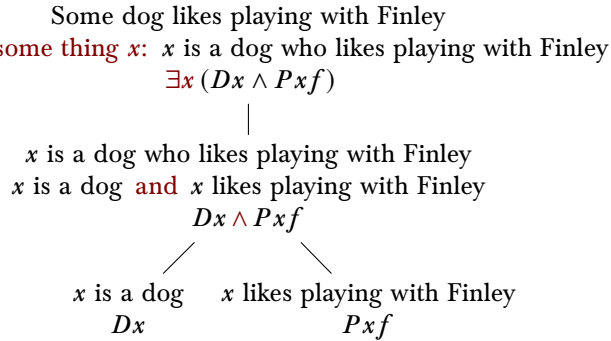 Some dog likes playing with Finley
some thing x: x is a dog who likes playing with Finley
∃x (Dx ∧ Pxf)
x is a dog who likes playing with Finley
x is a dog and x likes playing with Finley
Dx ∧ Pxf
x is a dog x likes playing with Finley
Dx Pxf